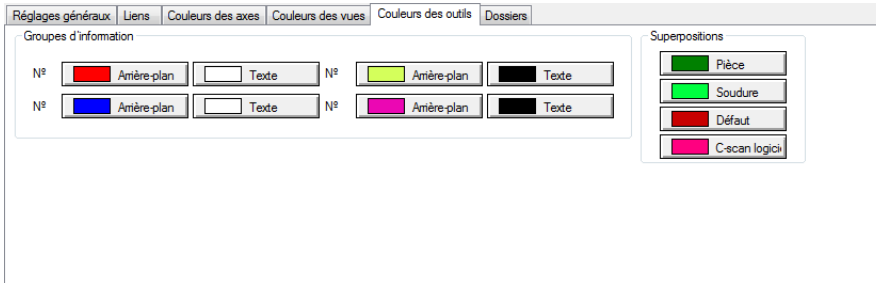 Réglages généraux Liens Couleurs des axes Couleurs des vues Couleurs des outils Dossiers
Groupes d'information
Nº Arrière-plan Texte Nº Arrière-plan Texte
Nº Arrière-plan Texte Nº Arrière-plan Texte
Superpositions
Pièce
Soudure
Défaut
C-scan logici